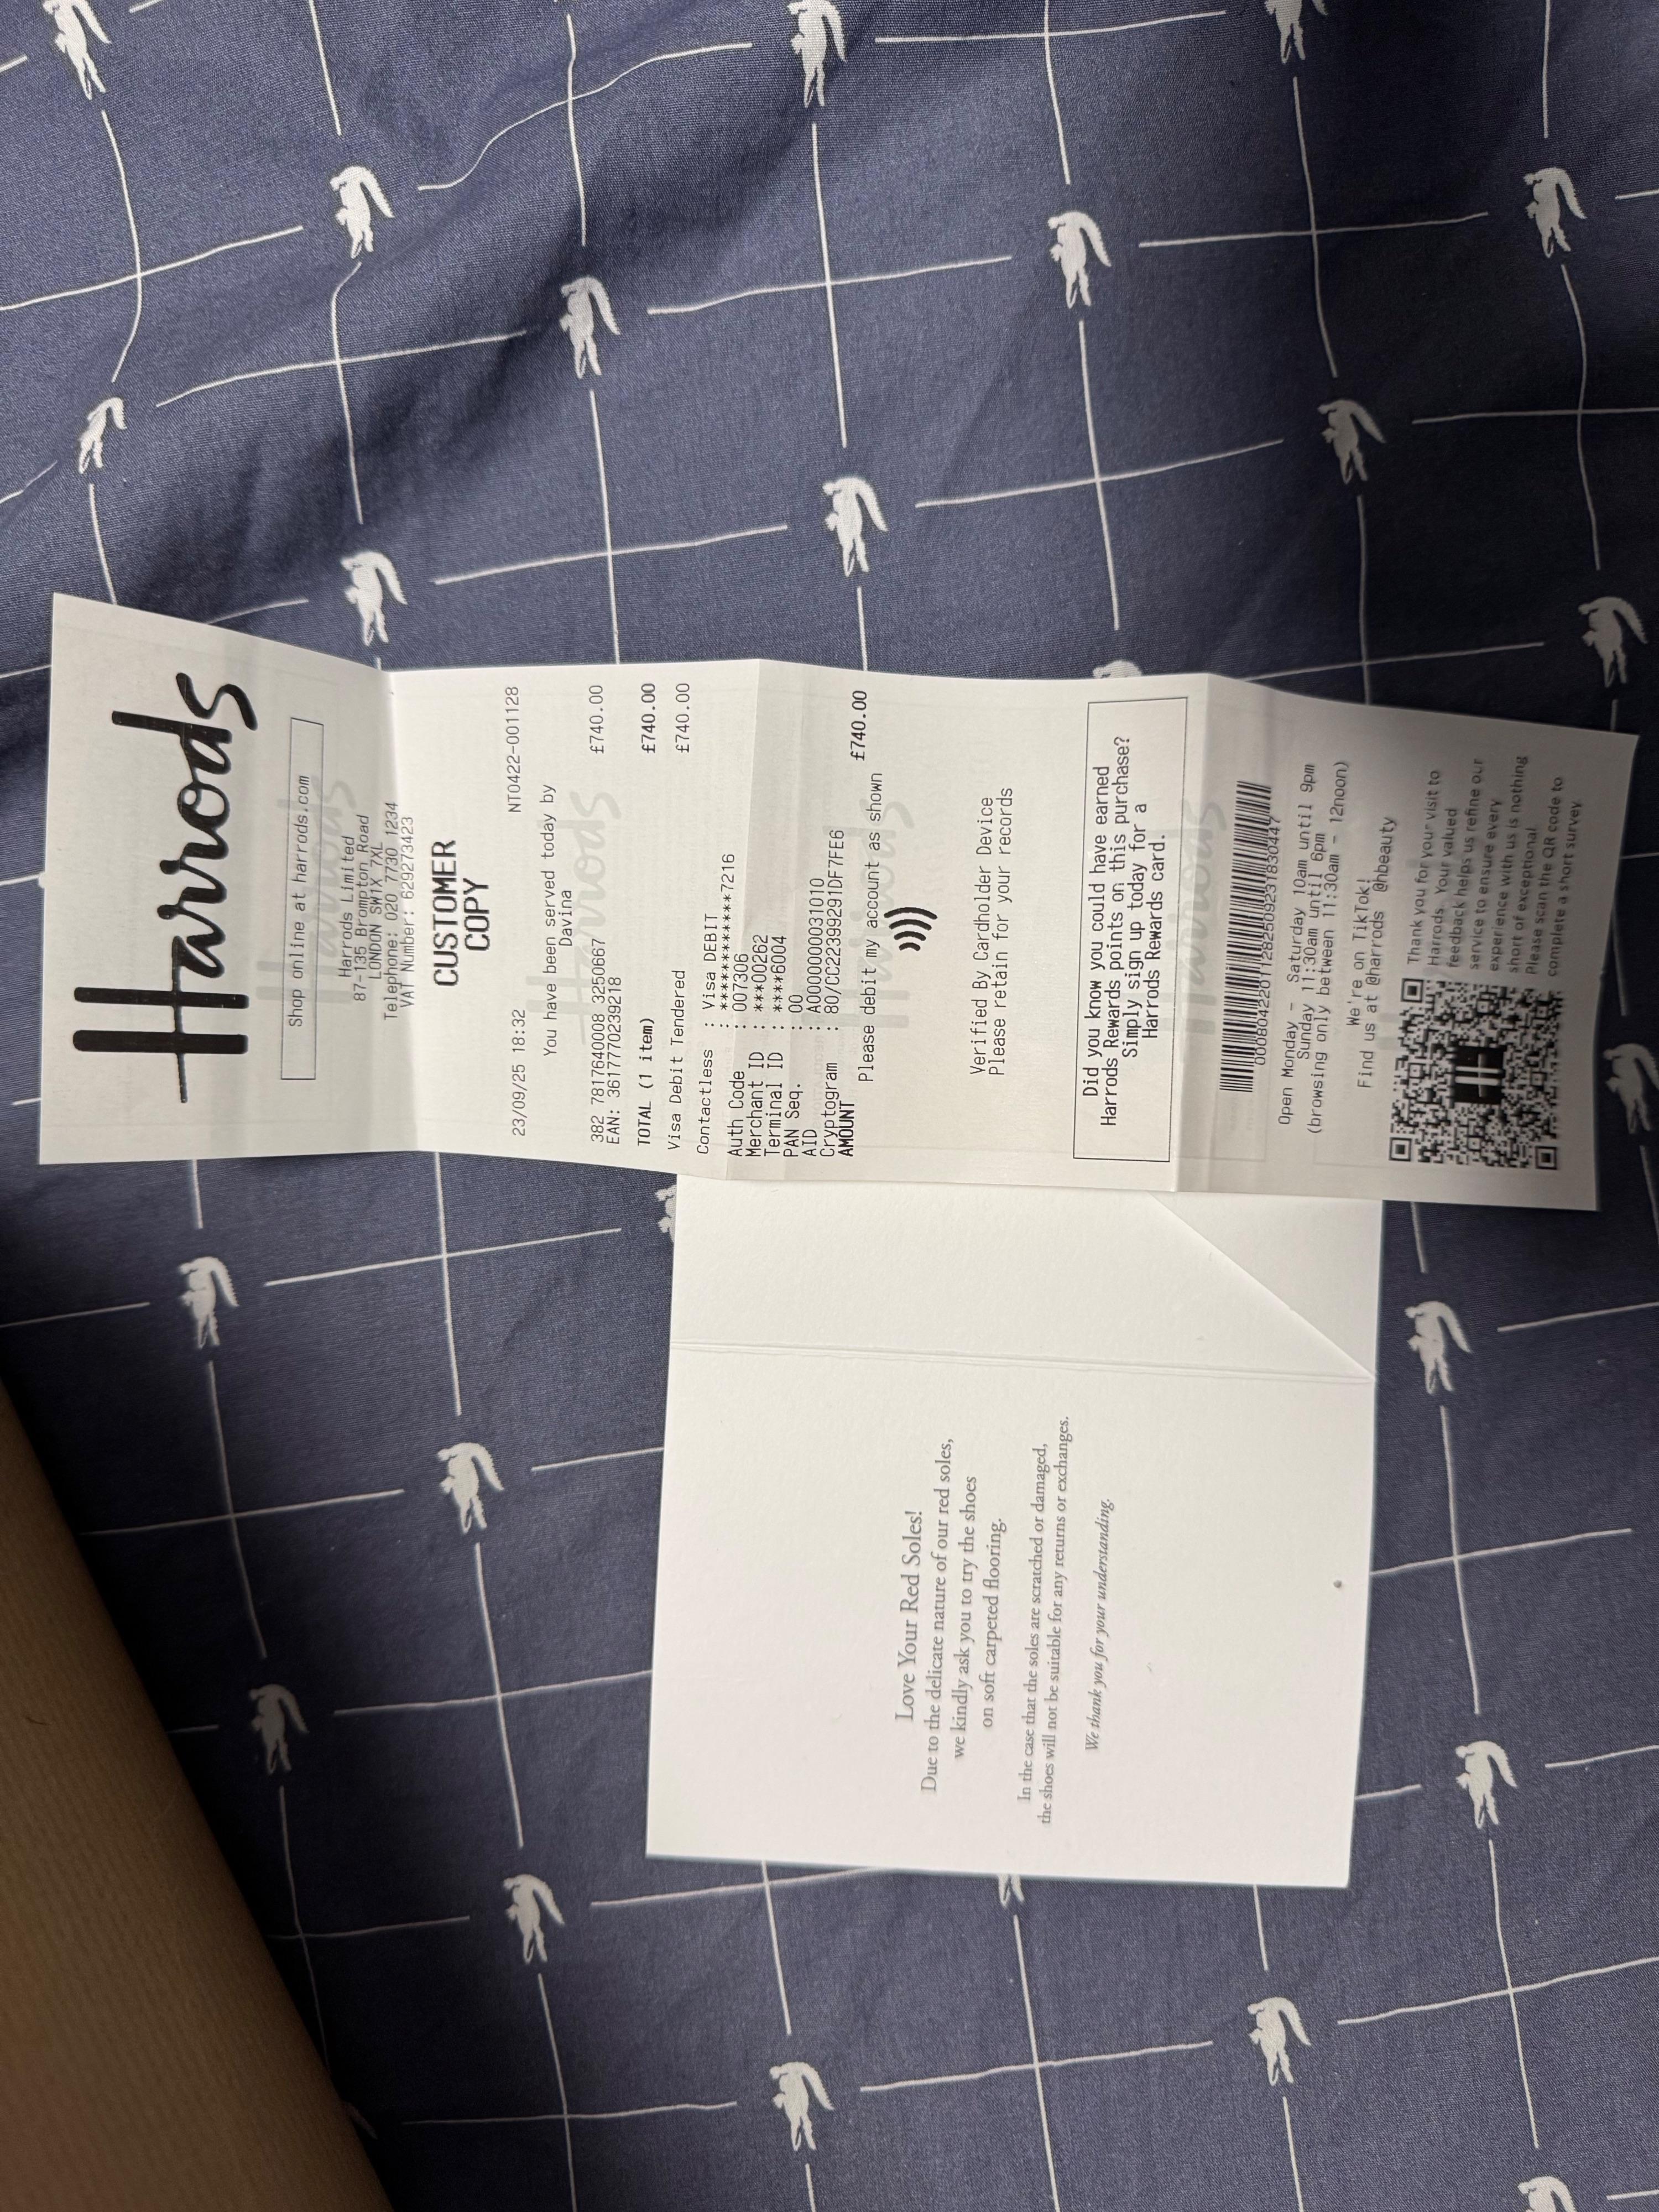 Harrods
Shop online at harrods.com
Harrods Limited
87-135 Brompton Road
LONDON SW1X 7XL
Telephone: 020 7730 1234
VAT Number: 629273423
CUSTOMER
COPY
23/09/25 18:32 NT0422-001128
You have been served today by
Davina
382 7817640008 3250667 £740.00
EAN: 3617770239218
TOTAL (1 item) £740.00
Visa Debit Tendered £740.00
Contactless : Visa DEBIT
************7216
Auth Code : 007306
Merchant ID : ***00262
Terminal ID : ****6004
PAN Seq. : 00
AID : A0000000031010
Cryptogram : 80/CC22399291DF7FE6
AMOUNT £740.00
Please debit my account as shown
Verified By Cardholder Device
Please retain for your records
Did you know you could have earned
Harrods Rewards points on this purchase?
Simply sign up today for a
Harrods Rewards Card.
Open Monday - Saturday 10am until 9pm
Sunday 11:30am until 6pm
(browsing only between 11:30am - 12noon)
We're on TikTok!
Find us at @harrods @hbeauty
Thank you for your visit to
Harrods. Your valued
feedback helps us refine our
service to ensure every
experience with us is nothing
short of exceptional.
Please scan the QR code to
complete a short survey.
Love Your Red Soles!
Due to the delicate nature of our red soles,
we kindly ask you to try the shoes
on soft carpeted flooring.
In the case that the soles are scratched or damaged,
the shoes will not be suitable for any returns or exchanges.
We thank you for your understanding.